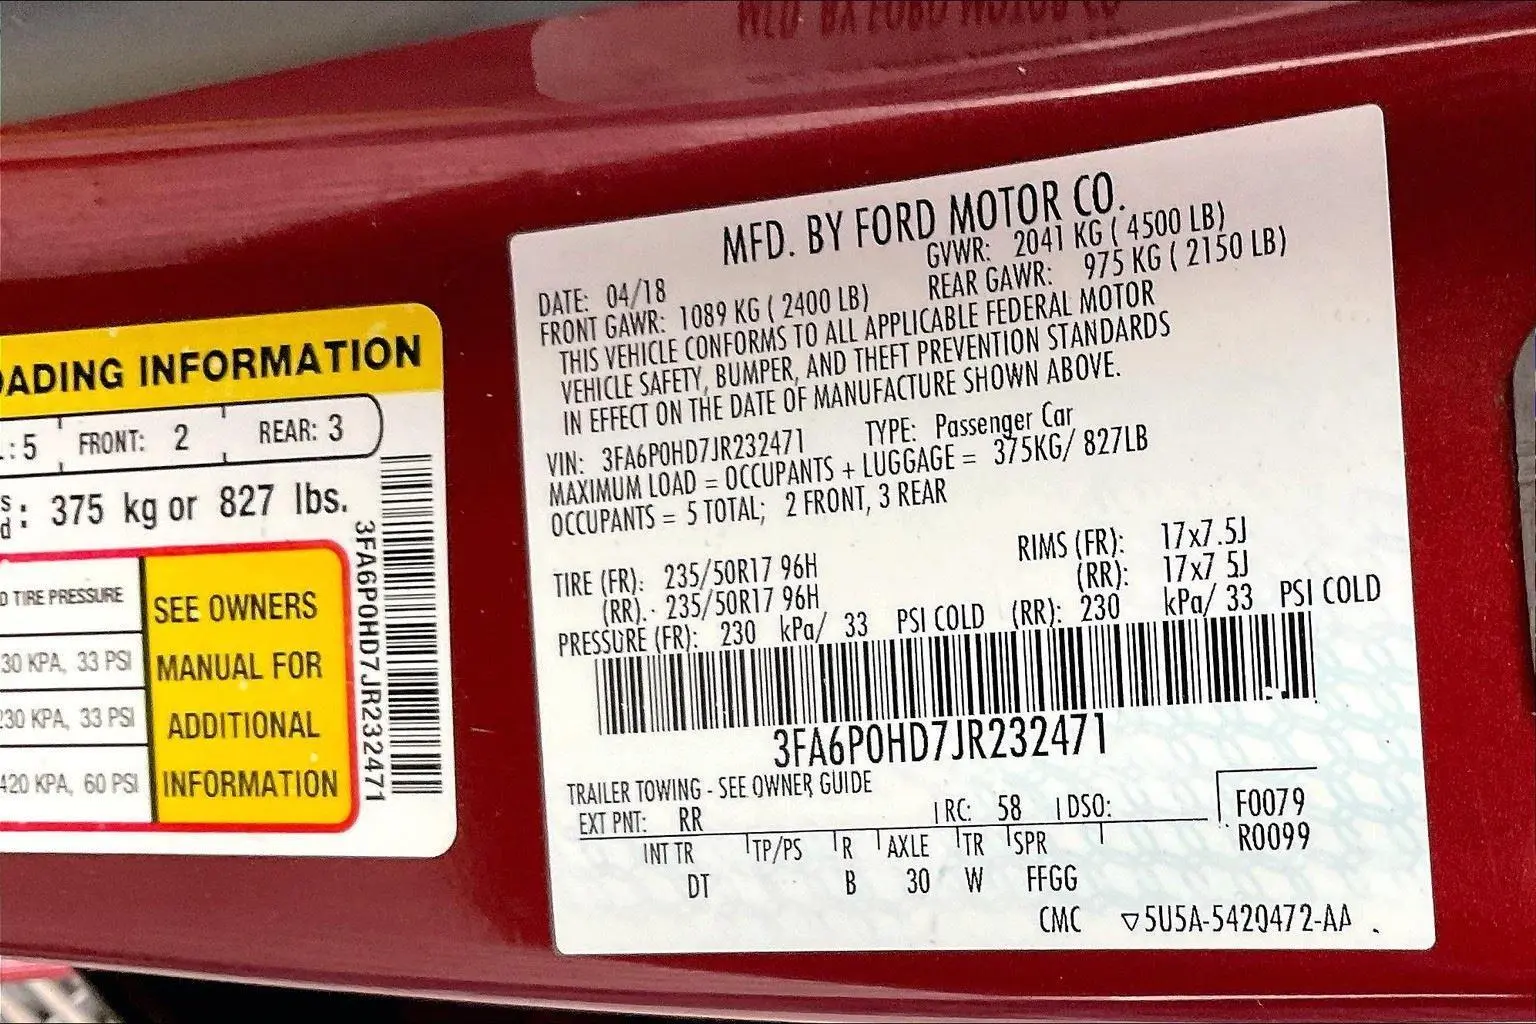 MFD. BY FORD MOTOR CO.
DATE: 04/18 GVWR: 2041 KG ( 4500 LB)
FRONT GAWR: 1089 KG ( 2400 LB) REAR GAWR: 975 KG ( 2150 LB)
THIS VEHICLE CONFORMS TO ALL APPLICABLE FEDERAL MOTOR
VEHICLE SAFETY, BUMPER, AND THEFT PREVENTION STANDARDS
IN EFFECT ON THE DATE OF MANUFACTURE SHOWN ABOVE.
VIN: 3FA6P0HD7JR232471 TYPE: Passenger Car
MAXIMUM LOAD = OCCUPANTS + LUGGAGE = 375KG/ 827LB
OCCUPANTS = 5 TOTAL; 2 FRONT, 3 REAR
TIRE (FR): 235/50R17 96H RIMS (FR): 17x7.5J
(RR). 235/50R17 96H (RR): 17x7 5J
PRESSURE (FR): 230 kPa/ 33 PSI COLD (RR): 230 kPa/ 33 PSI COLD
3FA6P0HD7JR232471
TRAILER TOWING - SEE OWNER GUIDE
EXT PNT: RR RC: 58 DSO: F0079
R0099
INT TR TP/PS R AXLE TR SPR
DT B 30 W FFGG
CMC ▽5U5A-5420472-AA
OADING INFORMATION
:5 FRONT: 2 REAR: 3
: 375 kg or 827 lbs.
3FA6P0HD7JR232471
D TIRE PRESSURE
30 KPA, 33 PSI
230 KPA, 33 PSI
420 KPA, 60 PSI
SEE OWNERS
MANUAL FOR
ADDITIONAL
INFORMATION